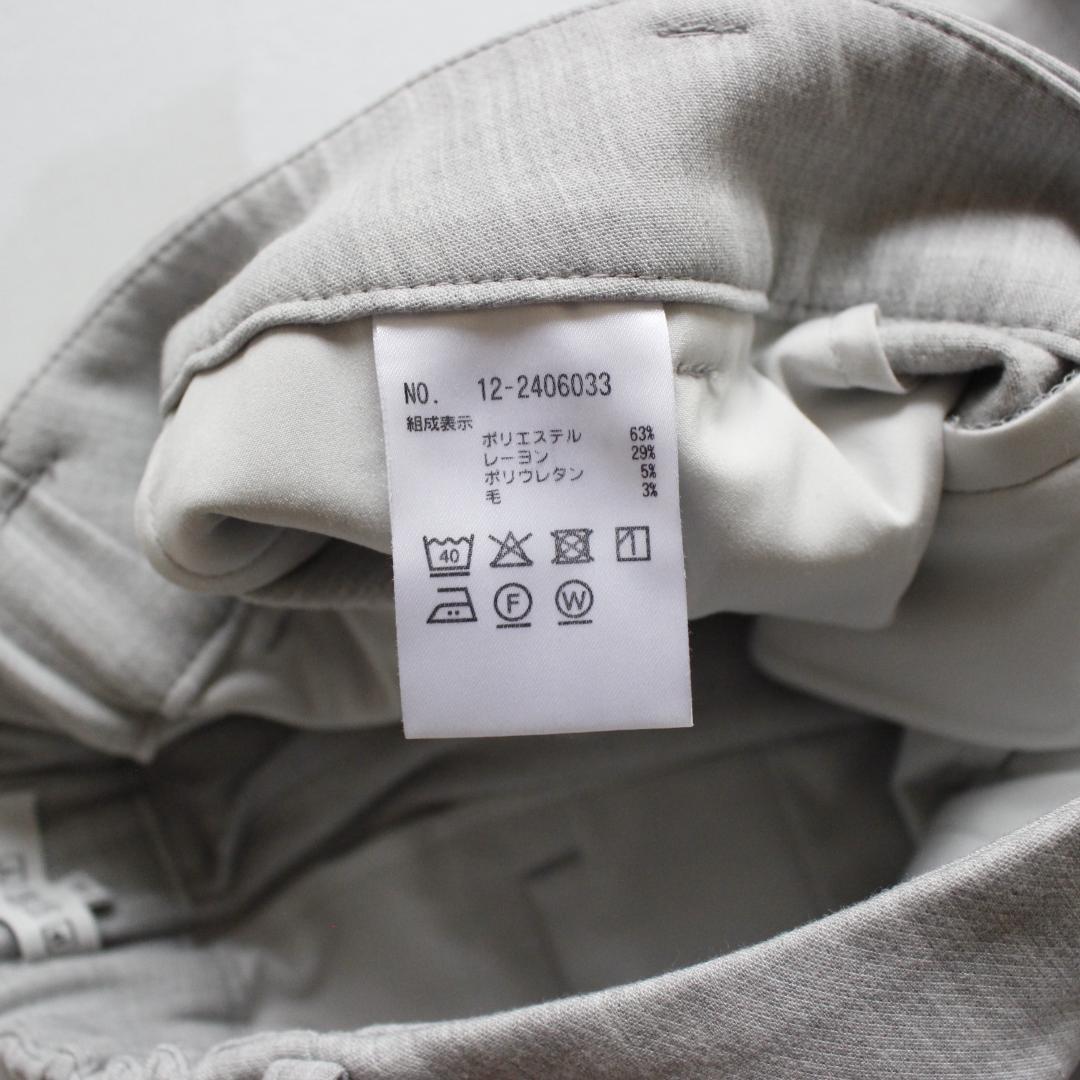 NO. 12-2406033
組成表示
ポリエステル 63%
レーヨン 29%
ポリウレタン 5%
毛 3%
40
F W